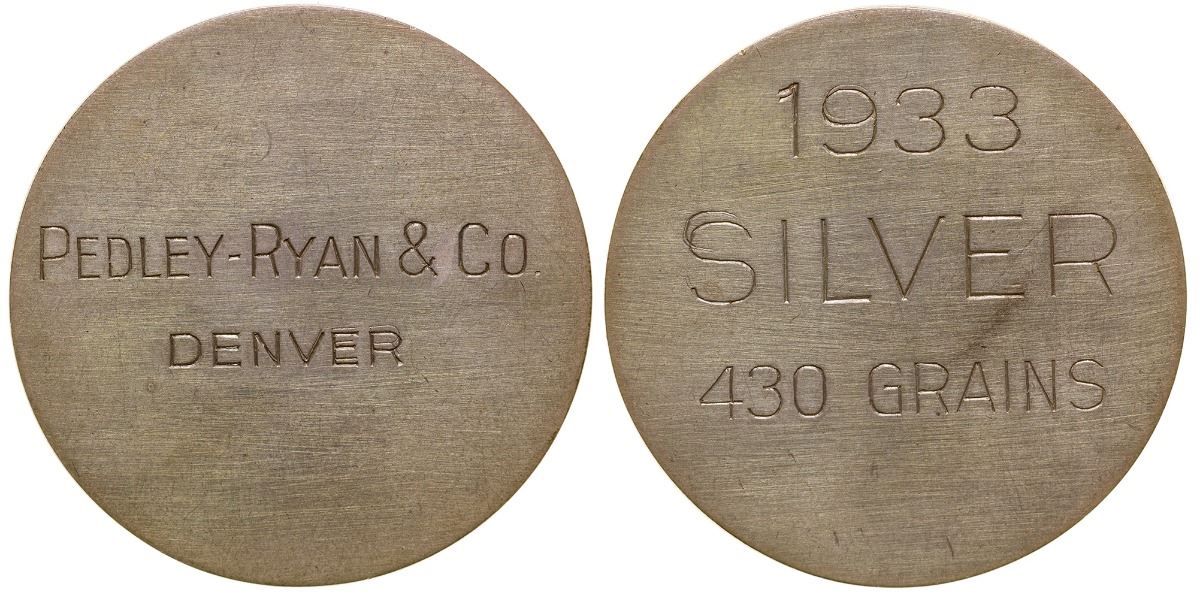 PEDLEY-RYAN & CO.
DENVER
1933
SILVER
430 GRAINS